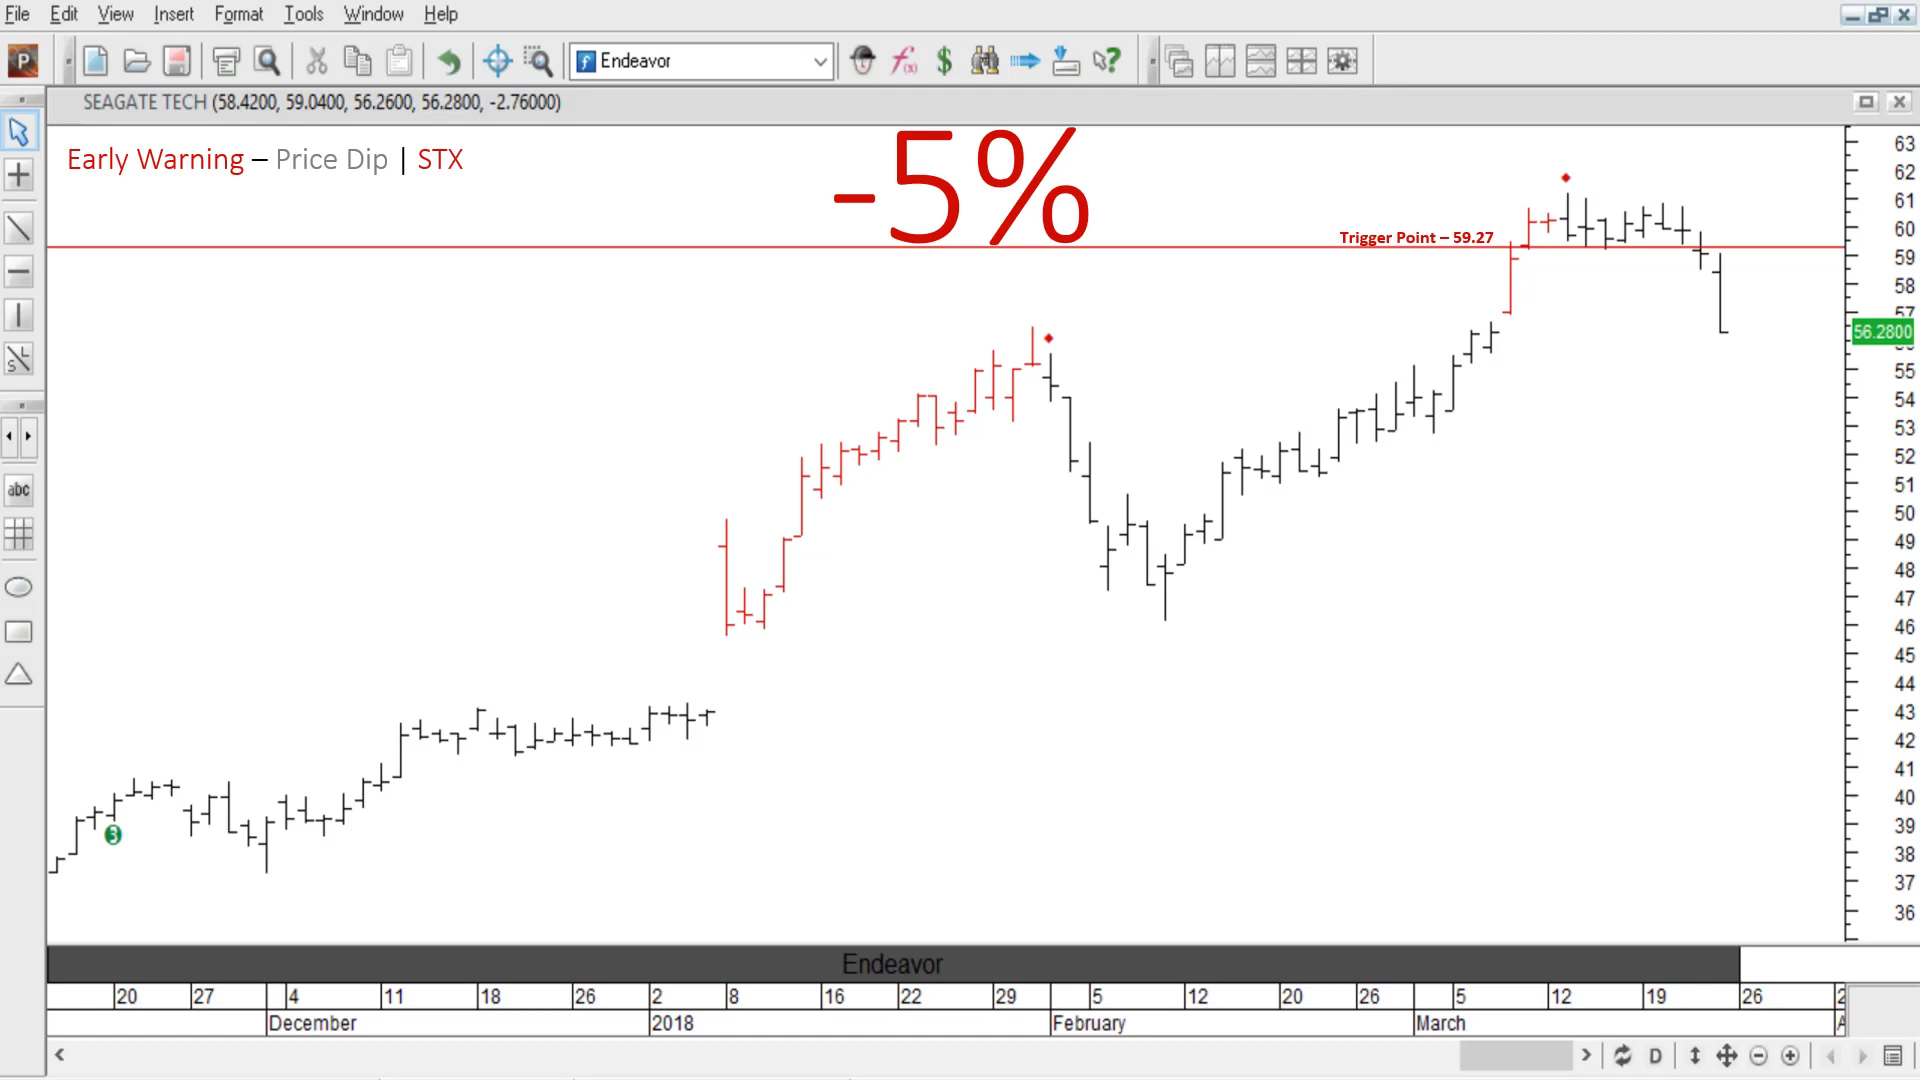 File Edit View Insert Format Tools Window Help
P
f Endeavor
f(x) $ ?
SEAGATE TECH (58.4200, 59.0400, 56.2600, 56.2800, -2.76000)
Early Warning – Price Dip | STX
-5%
Trigger Point – 59.27
63
62
61
60
59
58
57
56.2800
55
54
53
52
51
50
49
48
47
46
45
44
43
42
41
40
39
38
37
36
S
abc
3
Endeavor
20 27 4 11 18 26 2 8 16 22 29 5 12 20 26 5 12 19 26
December 2018 February March
D